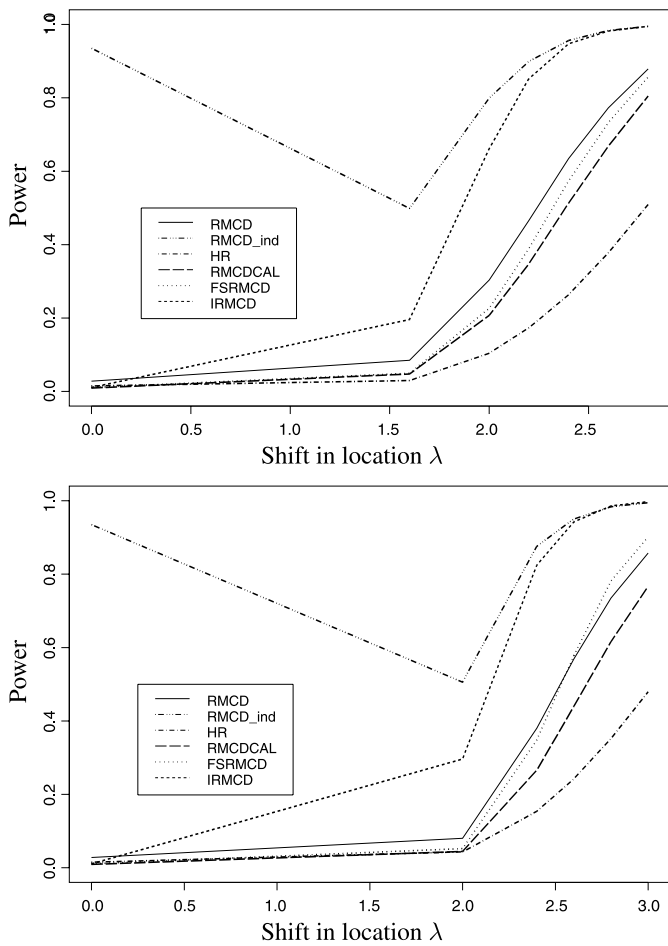 1.0
0.8
0.6
0.4
0.2
0.0
Power
RMCD
RMCD_ind
HR
RMCDCAL
FSRMCD
IRMCD
0.0 0.5 1.0 1.5 2.0 2.5
Shift in location λ
1.0
0.8
0.6
0.4
0.2
0.0
Power
RMCD
RMCD_ind
HR
RMCDCAL
FSRMCD
IRMCD
0.0 0.5 1.0 1.5 2.0 2.5 3.0
Shift in location λ